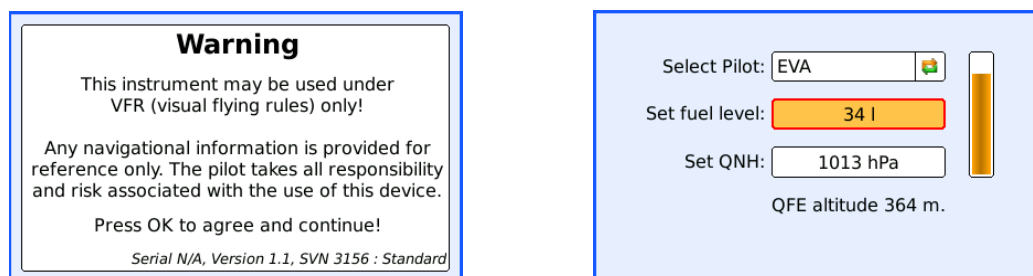 Warning
This instrument may be used under
VFR (visual flying rules) only!
Any navigational information is provided for
reference only. The pilot takes all responsibility
and risk associated with the use of this device.
Press OK to agree and continue!
Serial N/A, Version 1.1, SVN 3156 : Standard
Select Pilot: EVA
Set fuel level: 34 l
Set QNH: 1013 hPa
QFE altitude 364 m.